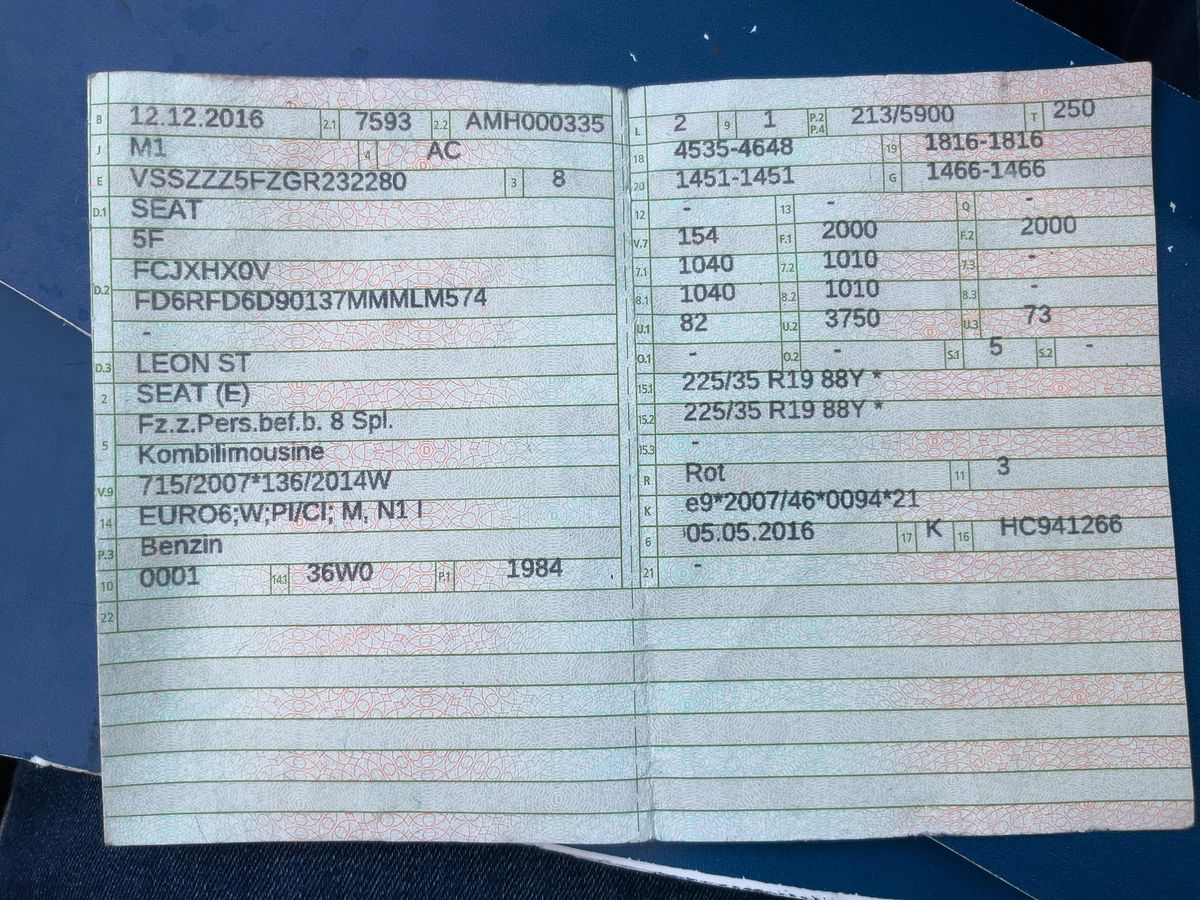 B 12.12.2016 2.1 7593 2.2 AMH000335
J M1 4 AC
E VSSZZZ5FZGR232280 3 8
D.1 SEAT
D.2 5F
FCJXHX0V
FD6RFD6D90137MMMLM574
-
D.3 LEON ST
2 SEAT (E)
5 Fz.z.Pers.bef.b. 8 Spl.
Kombilimousine
V.9 715/2007*136/2014W
14 EURO6;W;PI/CI; M, N1 I
P.3 Benzin
10 0001 14.1 36W0 P.1 1984
22
L 2 9 1 P.2 P.4 213/5900 T 250
18 4535-4648 19 1816-1816
20 1451-1451 G 1466-1466
12 - 13 - Q -
V.7 154 F.1 2000 F.2 2000
7.1 1040 7.2 1010 7.3 -
8.1 1040 8.2 1010 8.3 -
U.1 82 U.2 3750 U.3 73
O.1 - O.2 - S.1 5 S.2 -
15.1 225/35 R19 88Y *
15.2 225/35 R19 88Y *
15.3 -
R Rot 11 3
K e9*2007/46*0094*21
6 05.05.2016 17 K 16 HC941266
21 -